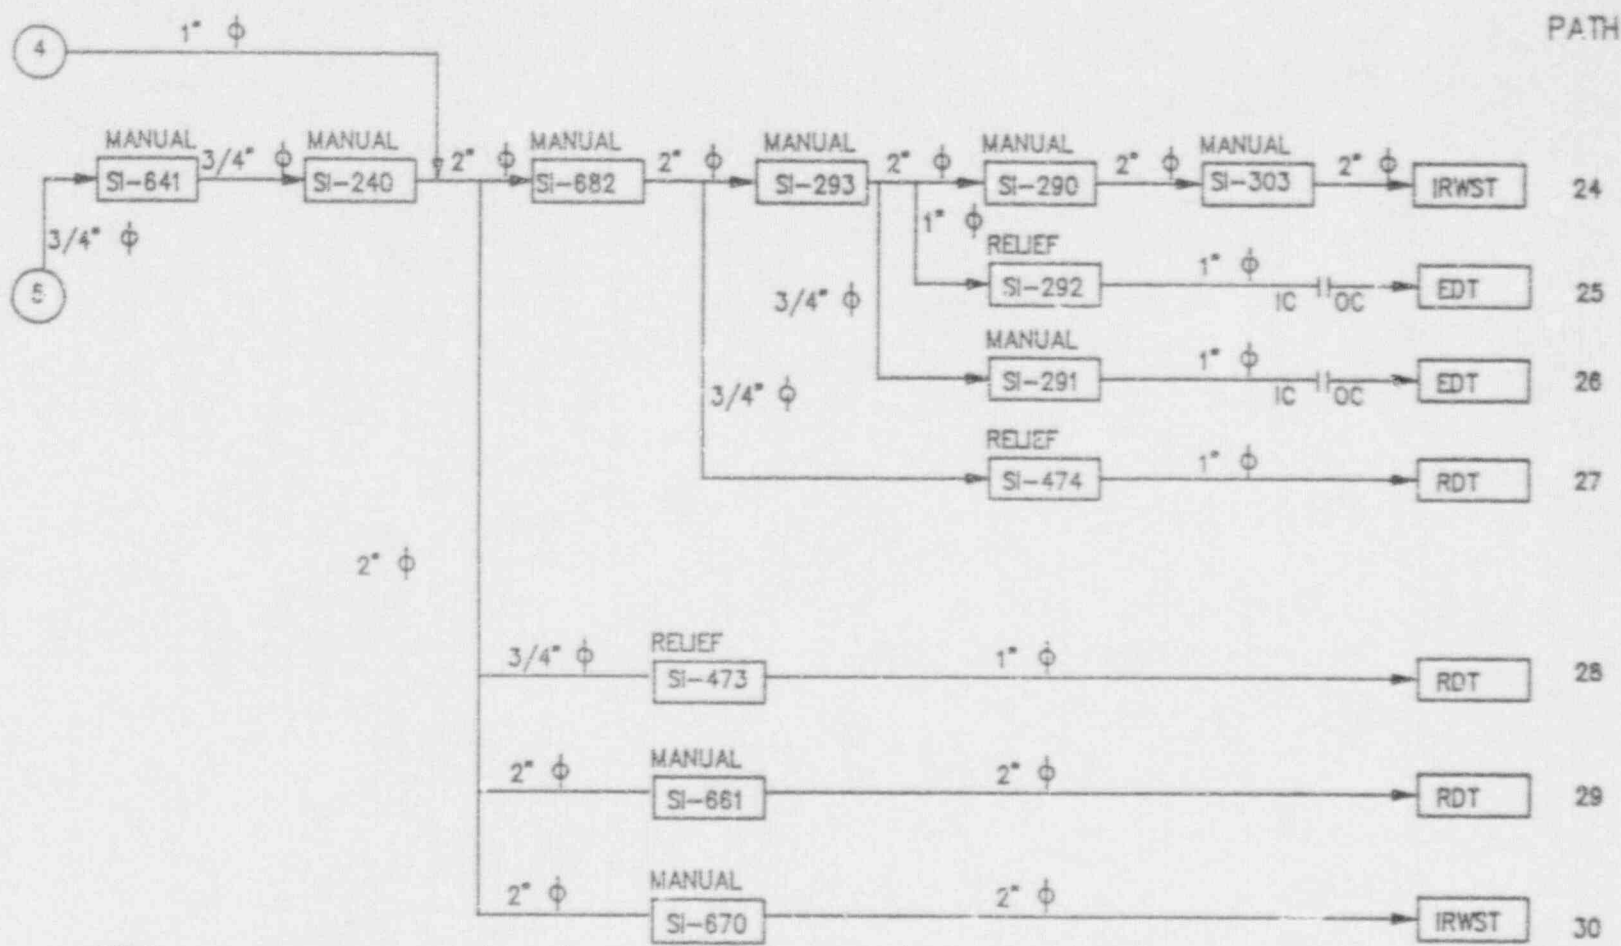 PATH
4
1" ϕ
MANUAL
SI-641
3/4" ϕ
MANUAL
SI-240
2" ϕ
MANUAL
SI-682
2" ϕ
MANUAL
SI-293
2" ϕ
MANUAL
SI-290
2" ϕ
MANUAL
SI-303
2" ϕ
IRWST
24
3/4" ϕ
5
1" ϕ
RELIEF
SI-292
1" ϕ
IC
OC
EDT
25
3/4" ϕ
MANUAL
SI-291
1" ϕ
IC
OC
EDT
26
3/4" ϕ
RELIEF
SI-474
1" ϕ
RDT
27
2" ϕ
3/4" ϕ
RELIEF
SI-473
1" ϕ
RDT
28
2" ϕ
MANUAL
SI-661
2" ϕ
RDT
29
2" ϕ
MANUAL
SI-670
2" ϕ
IRWST
30